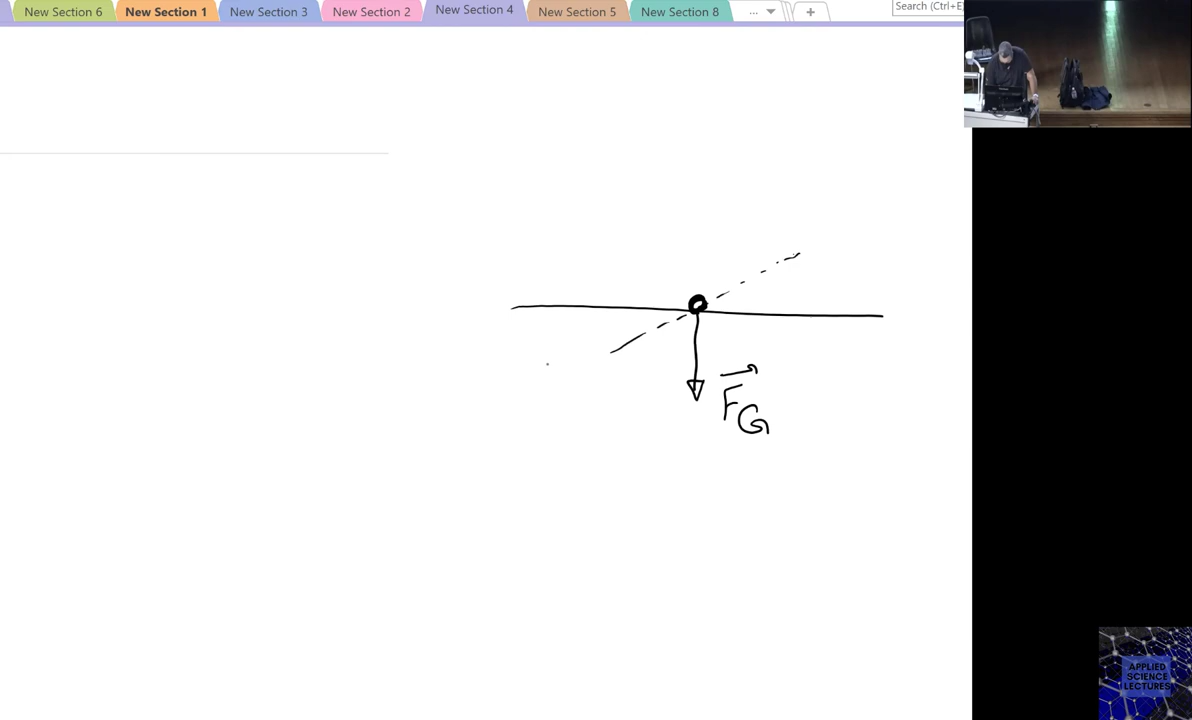 New Section 6 New Section 1 New Section 3 New Section 2 New Section 4 New Section 5 New Section 8 ... + Search (Ctrl+E)
F⃗G
APPLIED
SCIENCE
LECTURES